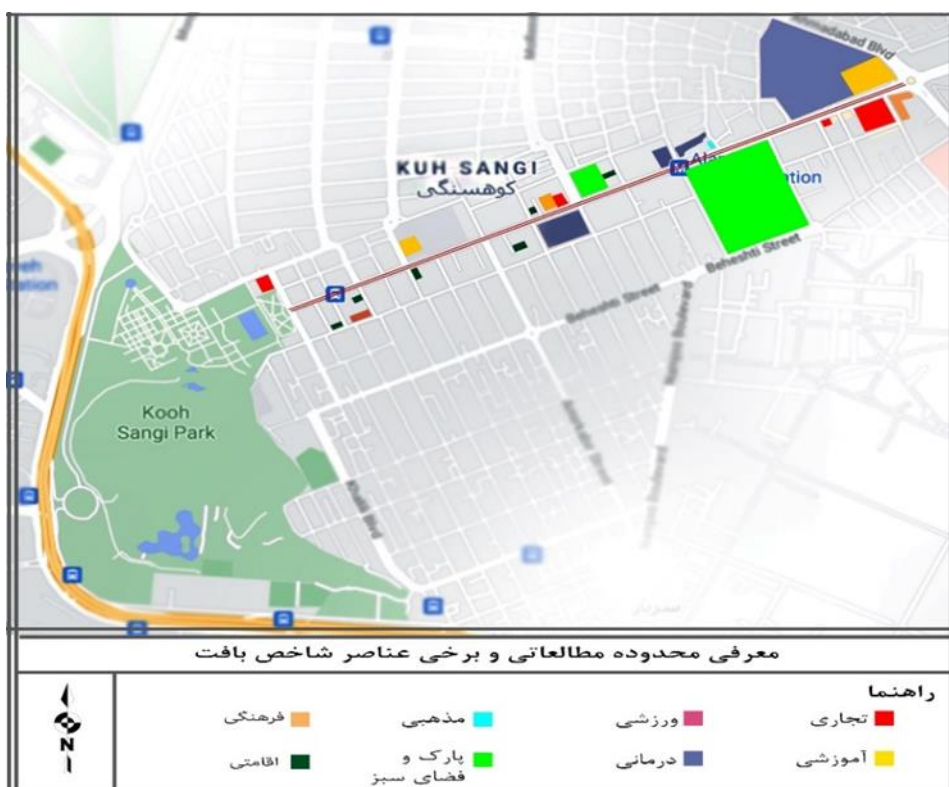 Ahmadabad Blvd
KUH SANGI
کوهسنگی
Beheshti Street
Beheshti Street
Kooh
Sangi Park
معرفی محدوده مطالعاتی و برخی عناصر شاخص بافت
راهنما
تجاری
ورزشی
مذهبی
فرهنگی
آموزشی
درمانی
پارک و
فضای سبز
اقامتی
N